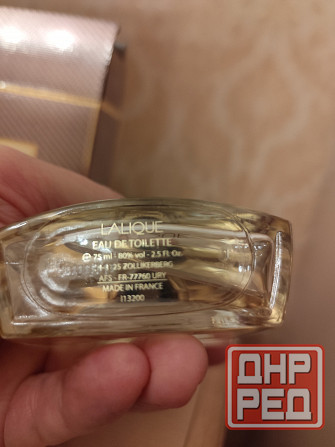 LALIQUE
EAU DE TOILETTE
℮ 75 ml - 80% vol - 2.5 Fl. Oz.
ZOLLIKERBERG
AFS - FR-77760 URY
MADE IN FRANCE
I13200
ДНР
РЕД